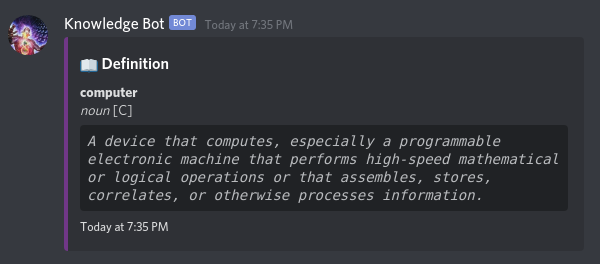 Knowledge Bot BOT Today at 7:35 PM
📖 Definition
computer
noun [C]
A device that computes, especially a programmable
electronic machine that performs high-speed mathematical
or logical operations or that assembles, stores,
correlates, or otherwise processes information.
Today at 7:35 PM